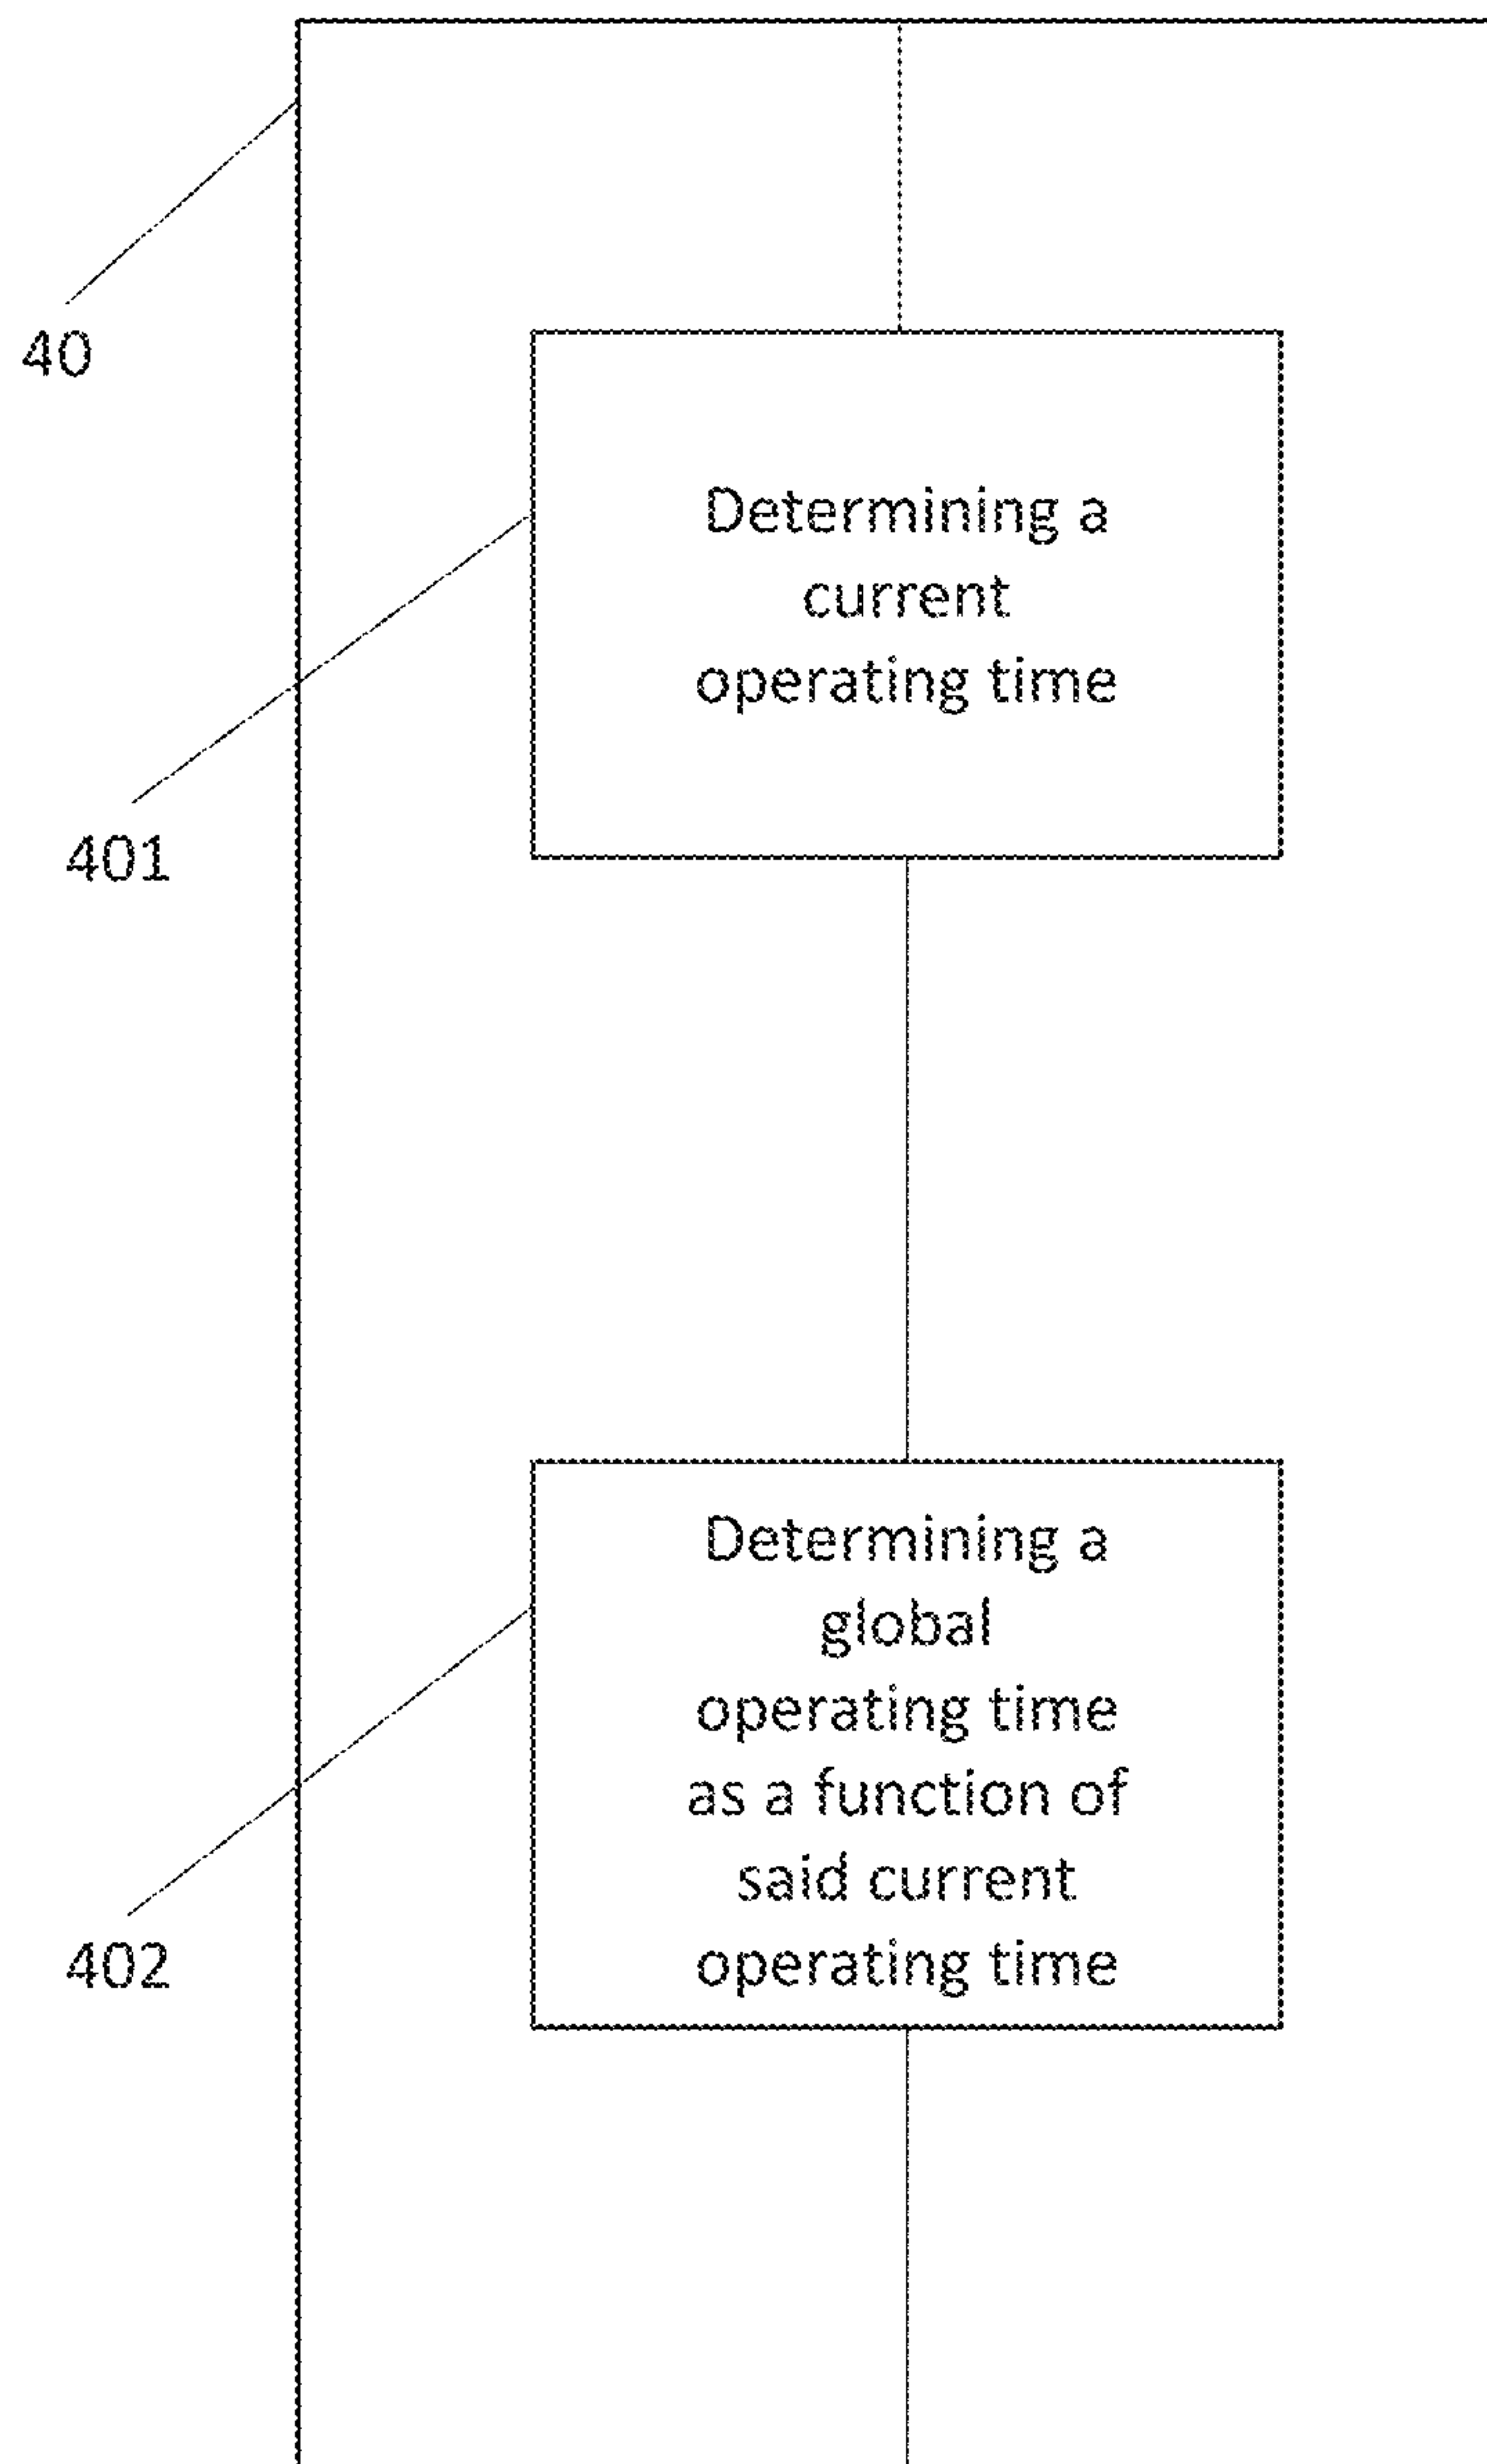 40
Determining a
current
operating time
401
Determining a
global
operating time
as a function of
said current
operating time
402